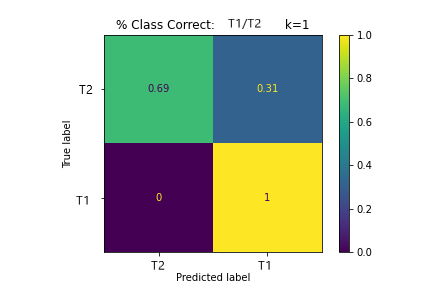 % Class Correct: T1/T2 k=1
True label
T2
T1
0.69
0.31
0
1
T2
T1
Predicted label
1.0
0.8
0.6
0.4
0.2
0.0